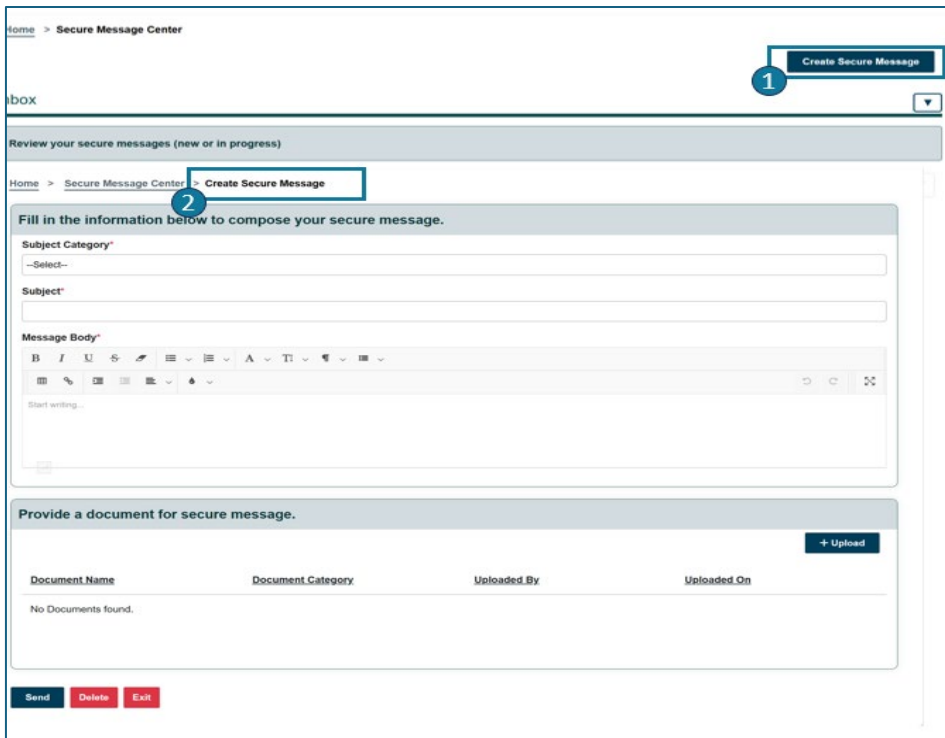 Home > Secure Message Center
Create Secure Message
1
nbox
Review your secure messages (new or in progress)
Home > Secure Message Center > Create Secure Message
2
Fill in the information below to compose your secure message.
Subject Category*
--Select--
Subject*
Message Body*
B I U S A TI ¶
Start writing...
Provide a document for secure message.
+ Upload
Document Name Document Category Uploaded By Uploaded On
No Documents found.
Send Delete Exit